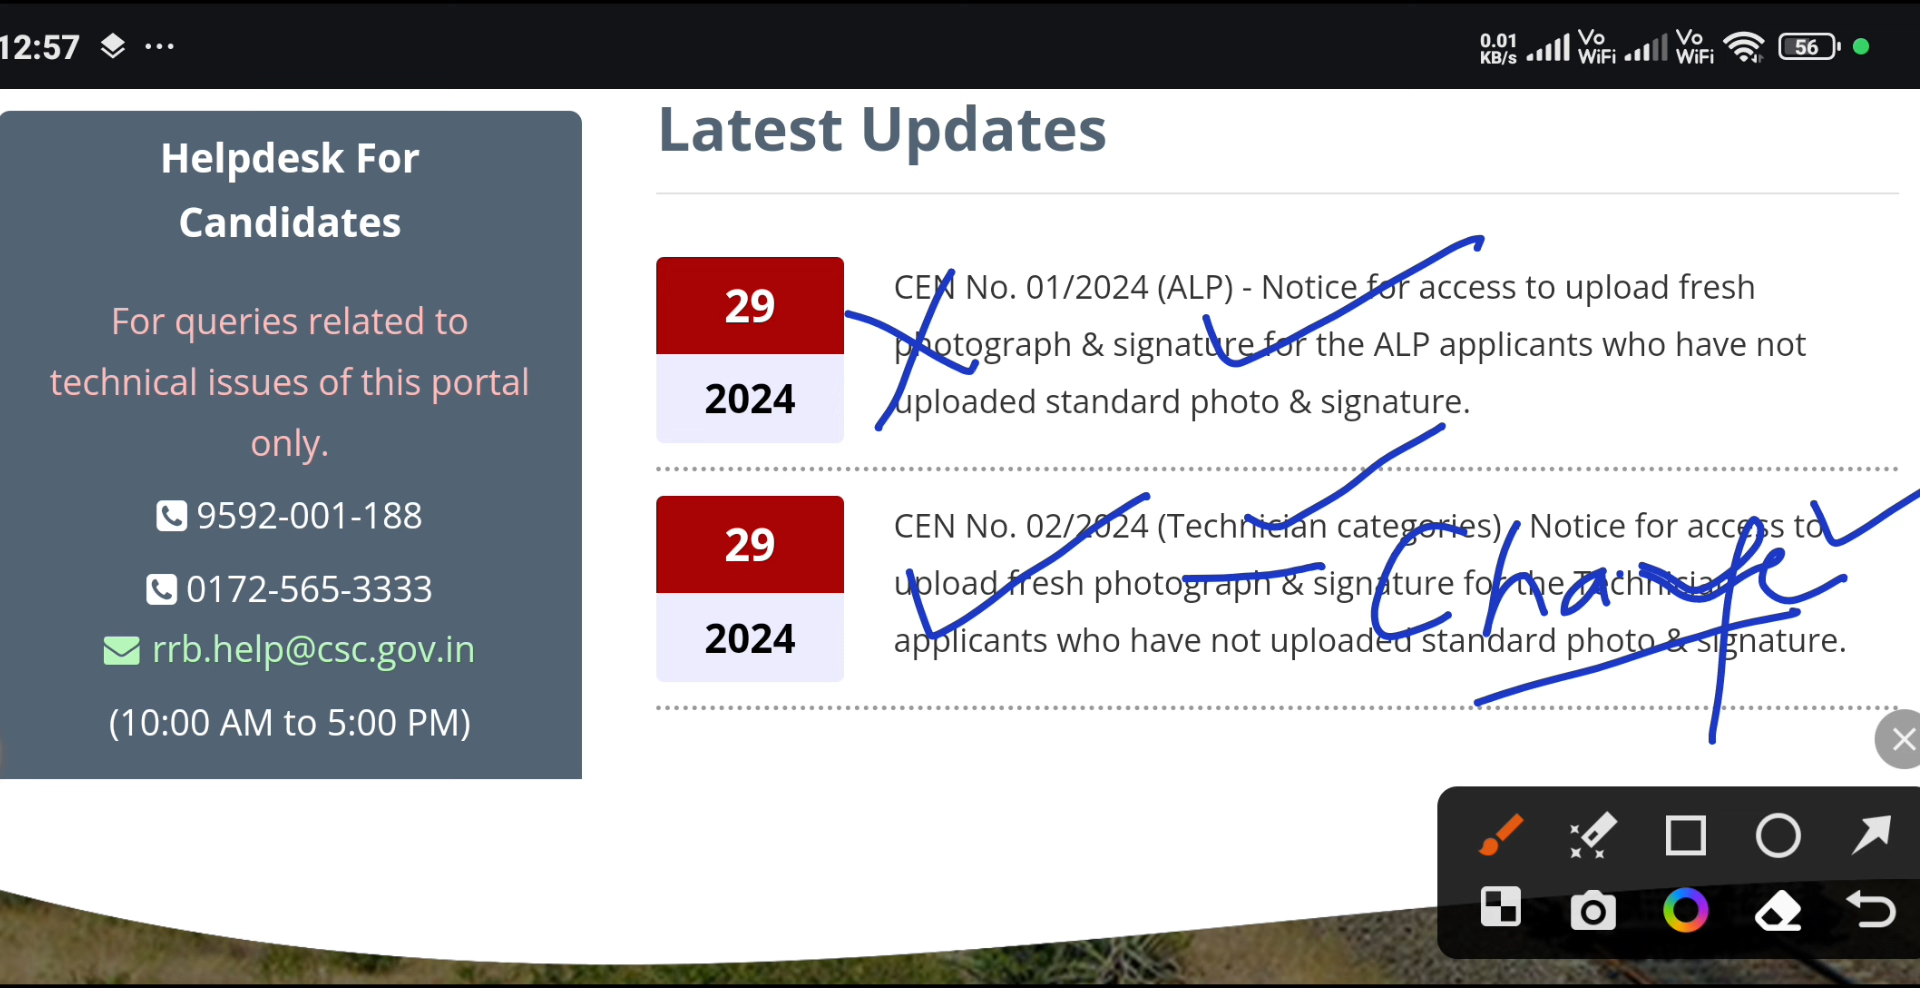 12:57
0.01 KB/s Vo WiFi Vo WiFi 56
Helpdesk For
Candidates
For queries related to
technical issues of this portal
only.
9592-001-188
0172-565-3333
rrb.help@csc.gov.in
(10:00 AM to 5:00 PM)
Latest Updates
29
2024
CEN No. 01/2024 (ALP) - Notice for access to upload fresh
photograph & signature for the ALP applicants who have not
uploaded standard photo & signature.
29
2024
CEN No. 02/2024 (Technician categories) - Notice for access to
upload fresh photograph & signature for the Technician
applicants who have not uploaded standard photo & signature.
Change